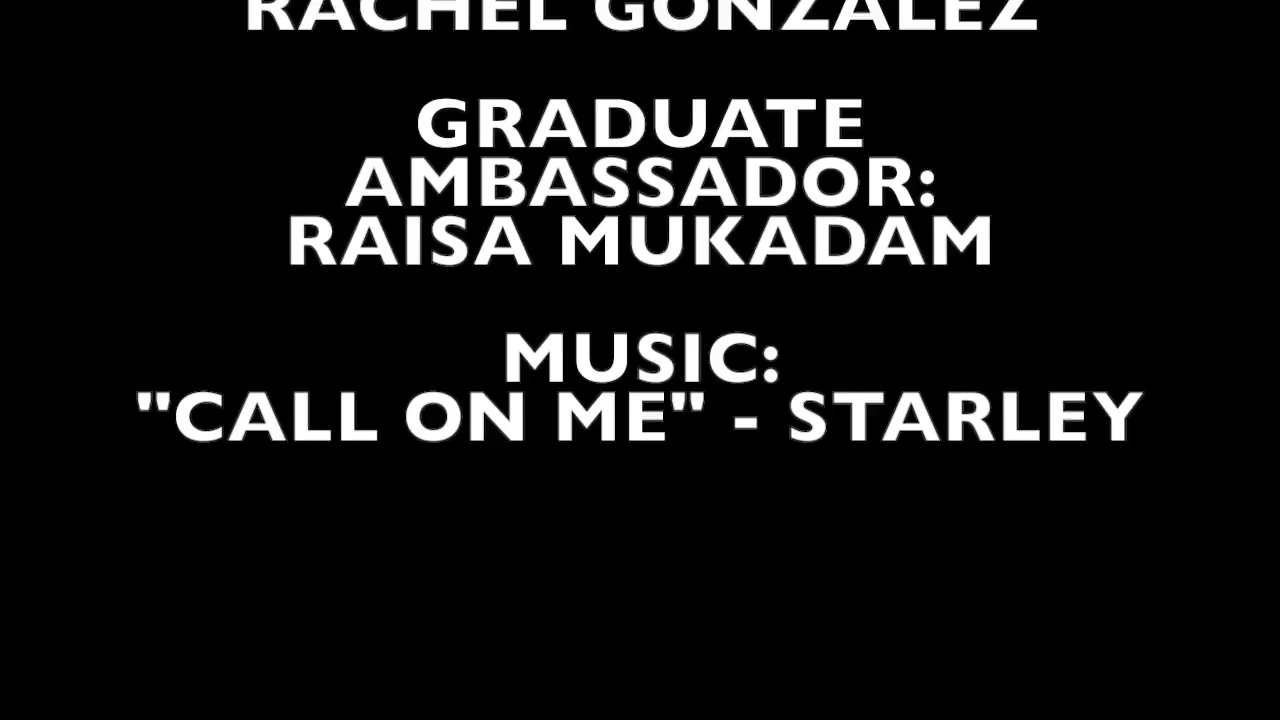 RACHEL GONZALEZ
GRADUATE
AMBASSADOR:
RAISA MUKADAM
MUSIC:
"CALL ON ME" - STARLEY